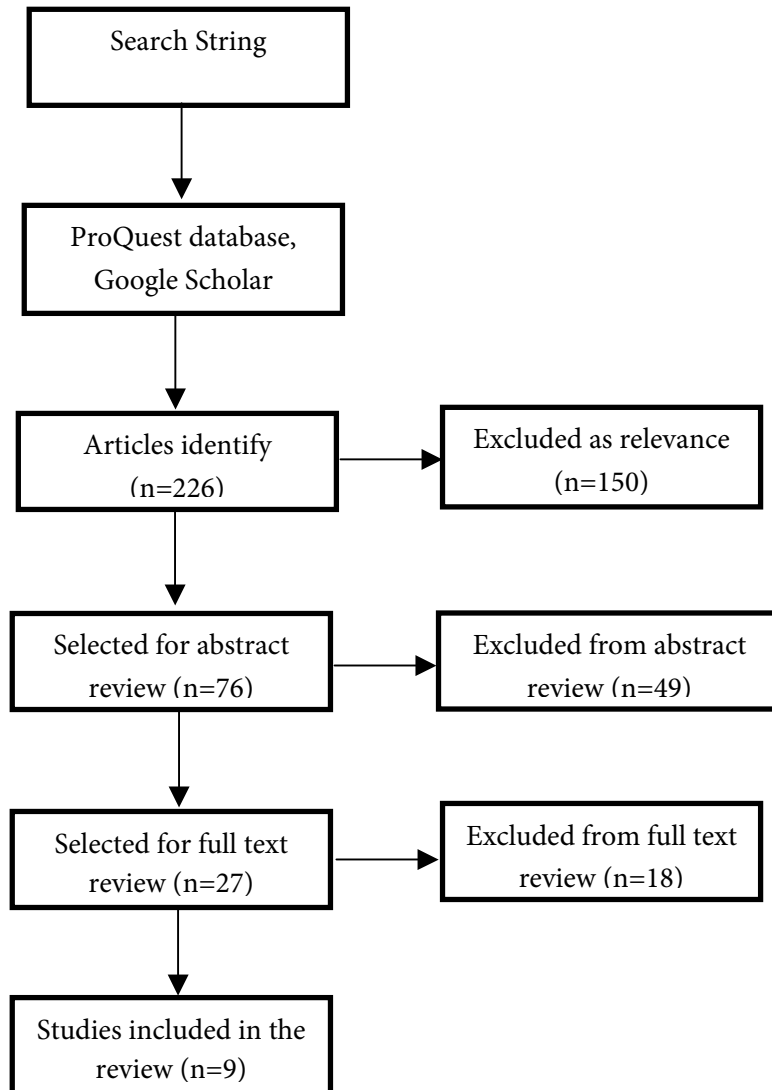 Search String
ProQuest database,
Google Scholar
Articles identify
(n=226)
Excluded as relevance
(n=150)
Selected for abstract
review (n=76)
Excluded from abstract
review (n=49)
Selected for full text
review (n=27)
Excluded from full text
review (n=18)
Studies included in the
review (n=9)